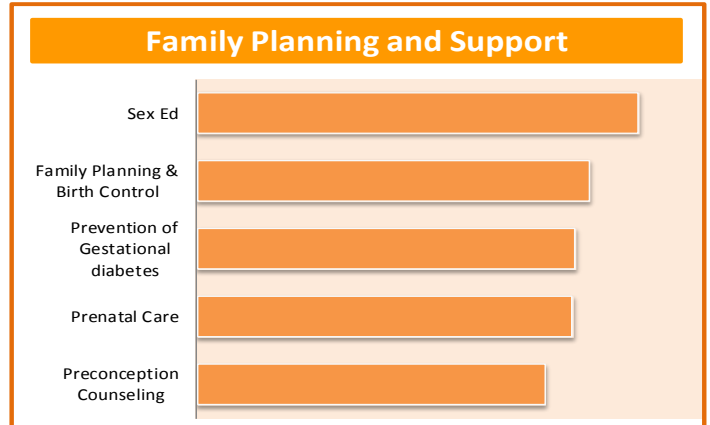 Family Planning and Support
Sex Ed
Family Planning &
Birth Control
Prevention of
Gestational
diabetes
Prenatal Care
Preconception
Counseling